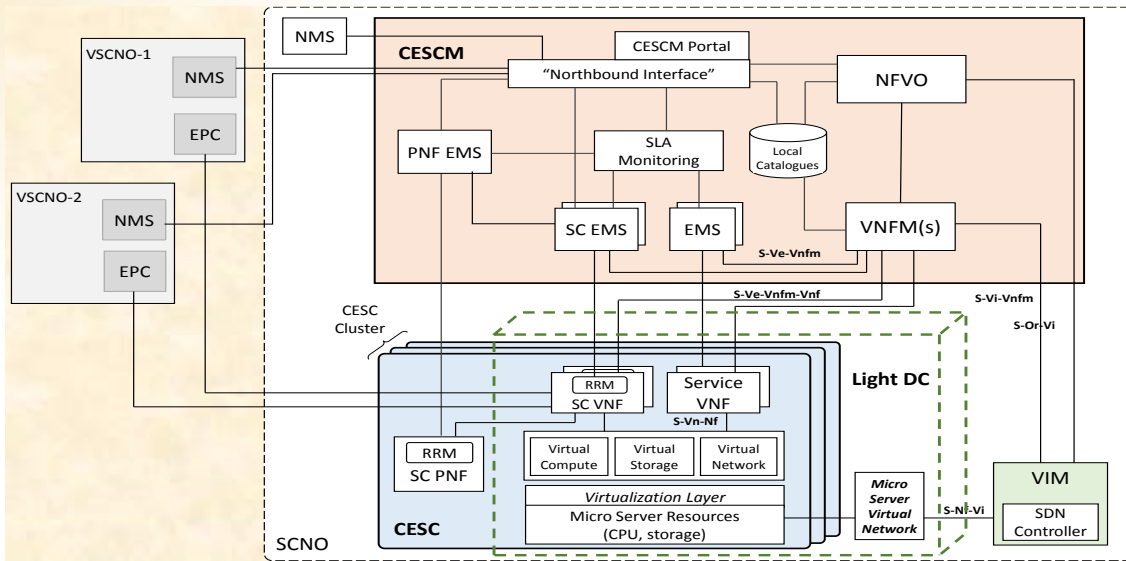 VSCNO-1
NMS
EPC
VSCNO-2
NMS
EPC
NMS
CESCM
CESCM Portal
“Northbound Interface”
NFVO
PNF EMS
SLA
Monitoring
Local
Catalogues
SC EMS
EMS
VNFM(s)
S-Ve-Vnfm
S-Ve-Vnfm-Vnf
S-Vi-Vnfm
S-Or-Vi
CESC
Cluster
Light DC
RRM
SC VNF
Service
VNF
S-Vn-Nf
RRM
SC PNF
Virtual
Compute
Virtual
Storage
Virtual
Network
Virtualization Layer
Micro Server Resources
(CPU, storage)
CESC
Micro
Server
Virtual
Network
S-Nf-Vi
VIM
SDN
Controller
SCNO